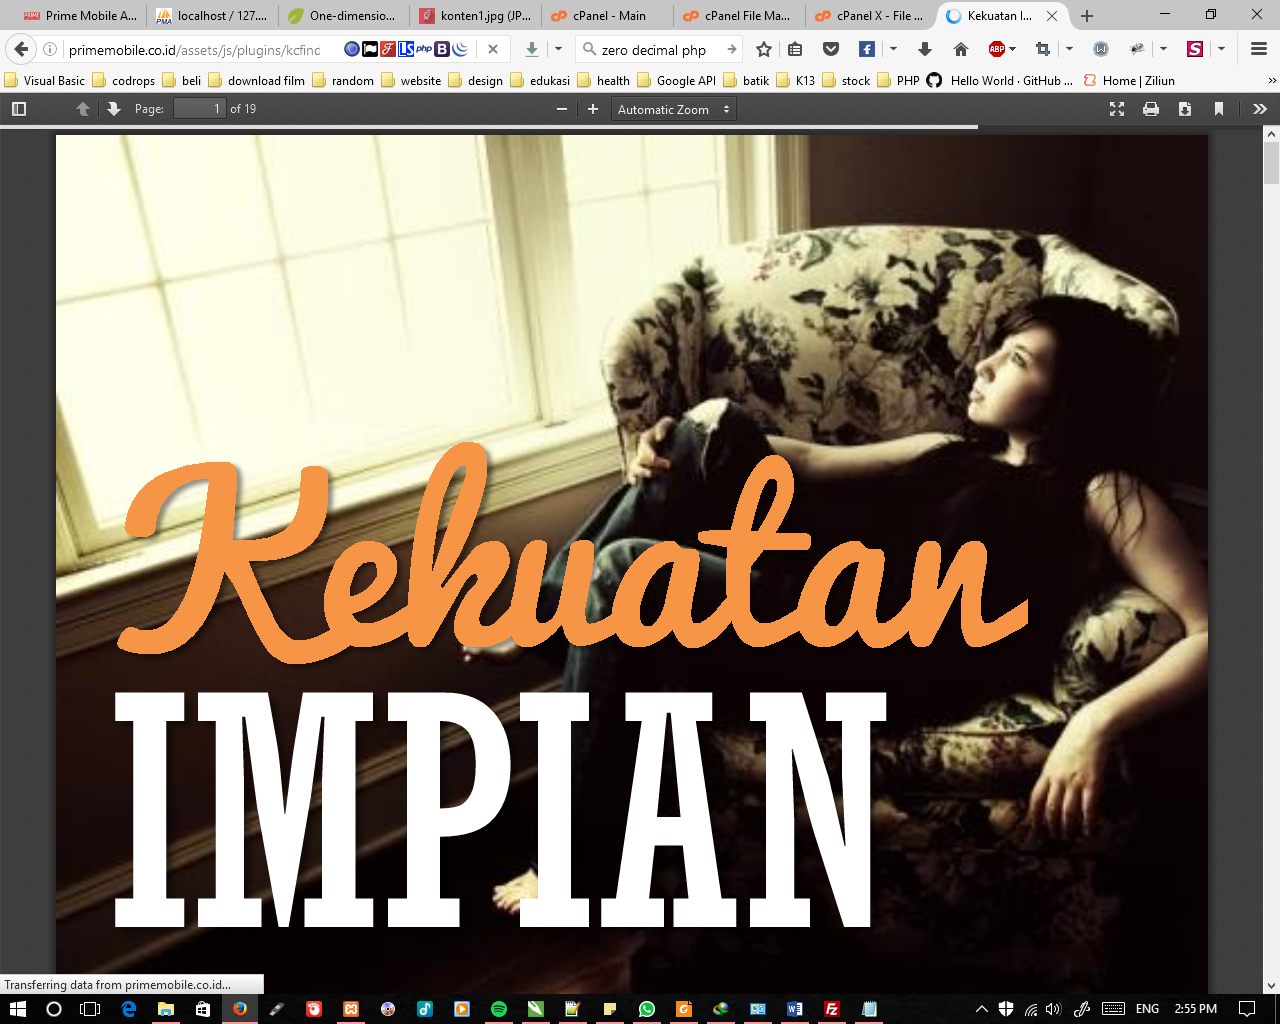 Prime Mobile A...
localhost / 127....
One-dimensio...
konten1.jpg (JP...
cPanel - Main
cPanel File Ma...
cPanel X - File ...
Kekuatan I...
primemobile.co.id/assets/js/plugins/kcfind
zero decimal php
Visual Basic
codrops
beli
download film
random
website
design
edukasi
health
Google API
batik
K13
stock
PHP
Hello World · GitHub ...
Home | Ziliun
Page: 1 of 19
Automatic Zoom
Kekuatan
IMPIAN
Transferring data from primemobile.co.id...
ENG
2:55 PM